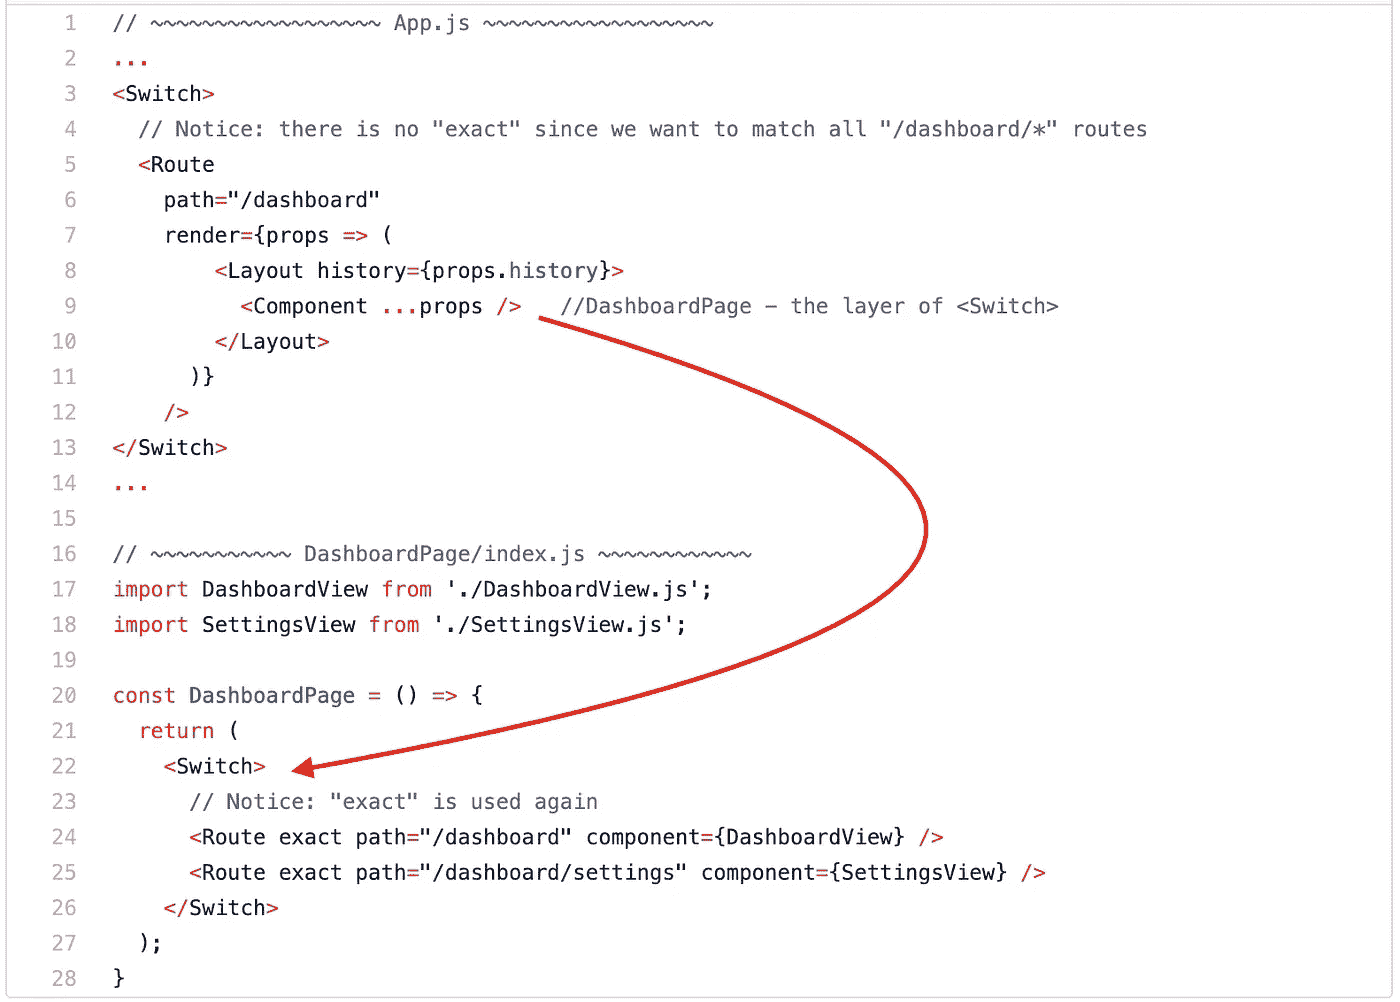 1 // ~~~~~~~~~~~~~~~~~~ App.js ~~~~~~~~~~~~~~~~~~
2 ...
3 <Switch>
4 // Notice: there is no "exact" since we want to match all "/dashboard/*" routes
5 <Route
6 path="/dashboard"
7 render={props => (
8 <Layout history={props.history}>
9 <Component ...props /> //DashboardPage – the layer of <Switch>
10 </Layout>
11 )}
12 />
13 </Switch>
14 ...
15
16 // ~~~~~~~~~~~ DashboardPage/index.js ~~~~~~~~~~~~
17 import DashboardView from './DashboardView.js';
18 import SettingsView from './SettingsView.js';
19
20 const DashboardPage = () => {
21 return (
22 <Switch>
23 // Notice: "exact" is used again
24 <Route exact path="/dashboard" component={DashboardView} />
25 <Route exact path="/dashboard/settings" component={SettingsView} />
26 </Switch>
27 );
28 }